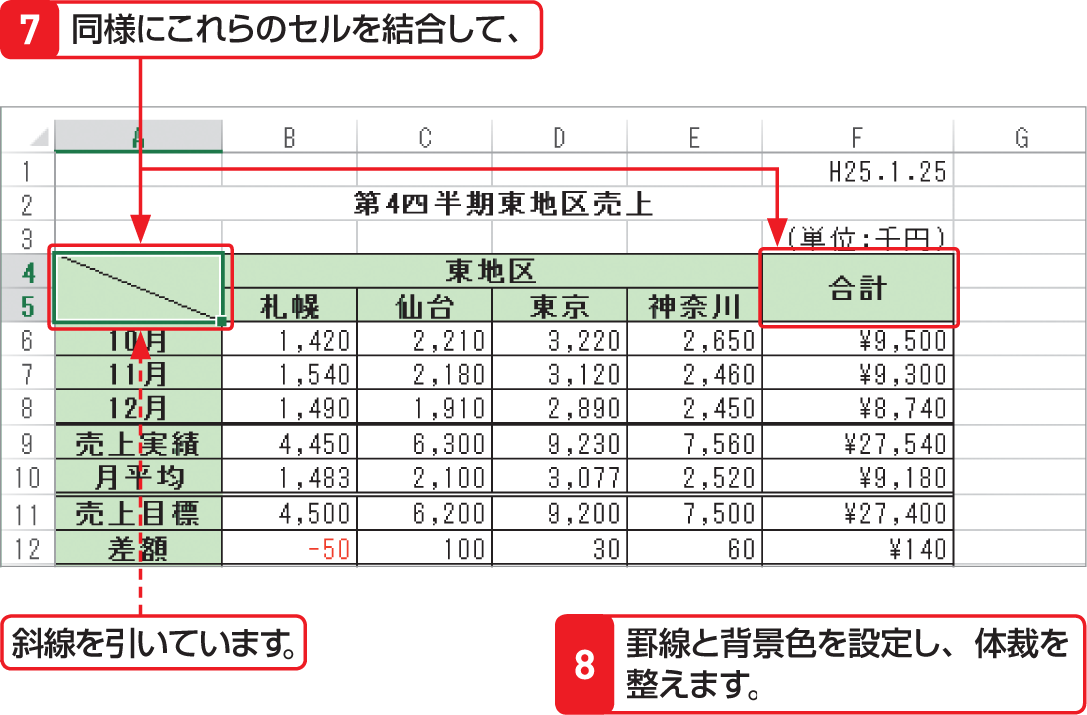 7 同様にこれらのセルを結合して、
A B C D E F G
1 H25.1.25
2 第4四半期東地区売上
3 (単位:千円)
4 東地区 合計
5 札幌 仙台 東京 神奈川
6 10月 1,420 2,210 3,220 2,650 ¥9,500
7 11月 1,540 2,180 3,120 2,460 ¥9,300
8 12月 1,490 1,910 2,890 2,450 ¥8,740
9 売上実績 4,450 6,300 9,230 7,560 ¥27,540
10 月平均 1,483 2,100 3,077 2,520 ¥9,180
11 売上目標 4,500 6,200 9,200 7,500 ¥27,400
12 差額 -50 100 30 60 ¥140
斜線を引いています。
8 罫線と背景色を設定し、体裁を
整えます。